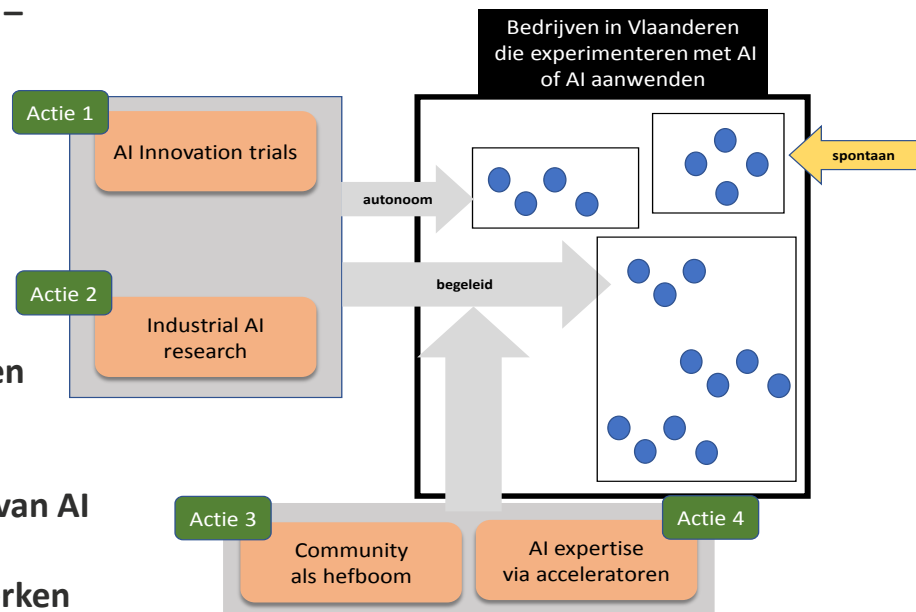 –
Bedrijven in Vlaanderen
die experimenteren met AI
of AI aanwenden
Actie 1
AI Innovation trials
spontaan
autonoom
Actie 2
begeleid
Industrial AI
research
en
van AI
Actie 3
Actie 4
Community
als hefboom
AI expertise
via acceleratoren
rken